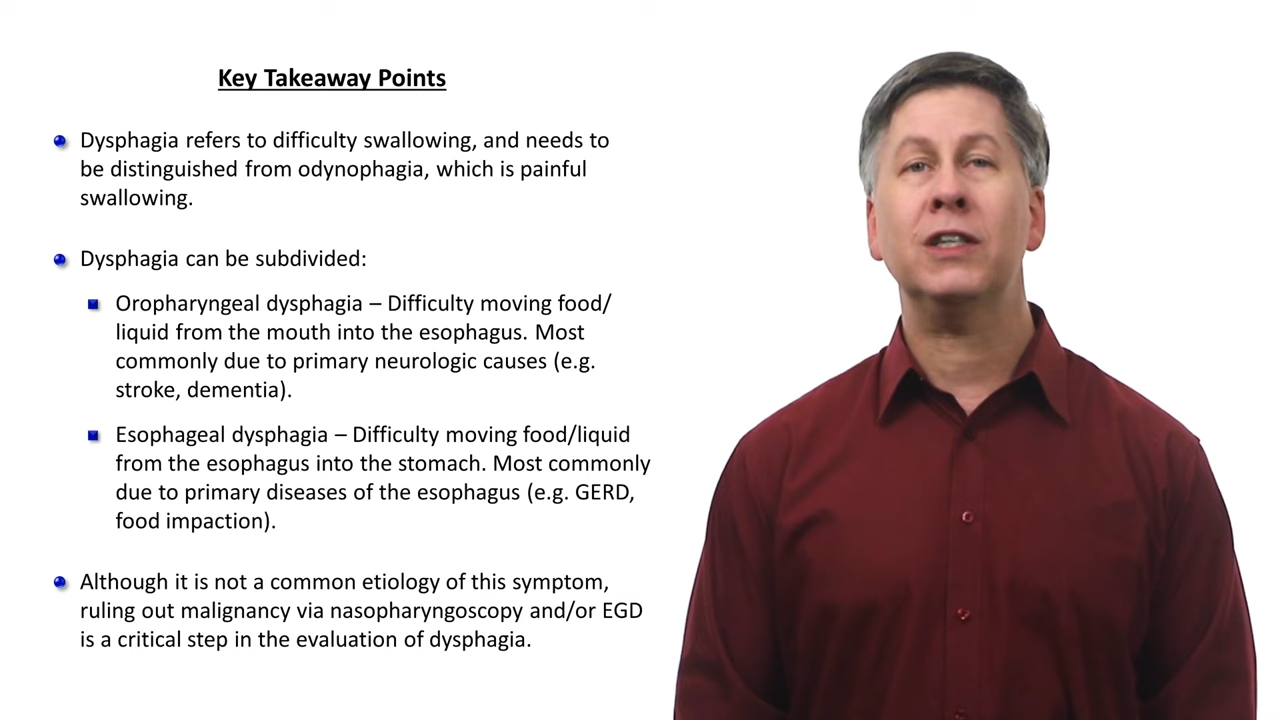 Key Takeaway Points
Dysphagia refers to difficulty swallowing, and needs to
be distinguished from odynophagia, which is painful
swallowing.
Dysphagia can be subdivided:
Oropharyngeal dysphagia – Difficulty moving food/
liquid from the mouth into the esophagus. Most
commonly due to primary neurologic causes (e.g.
stroke, dementia).
Esophageal dysphagia – Difficulty moving food/liquid
from the esophagus into the stomach. Most commonly
due to primary diseases of the esophagus (e.g. GERD,
food impaction).
Although it is not a common etiology of this symptom,
ruling out malignancy via nasopharyngoscopy and/or EGD
is a critical step in the evaluation of dysphagia.